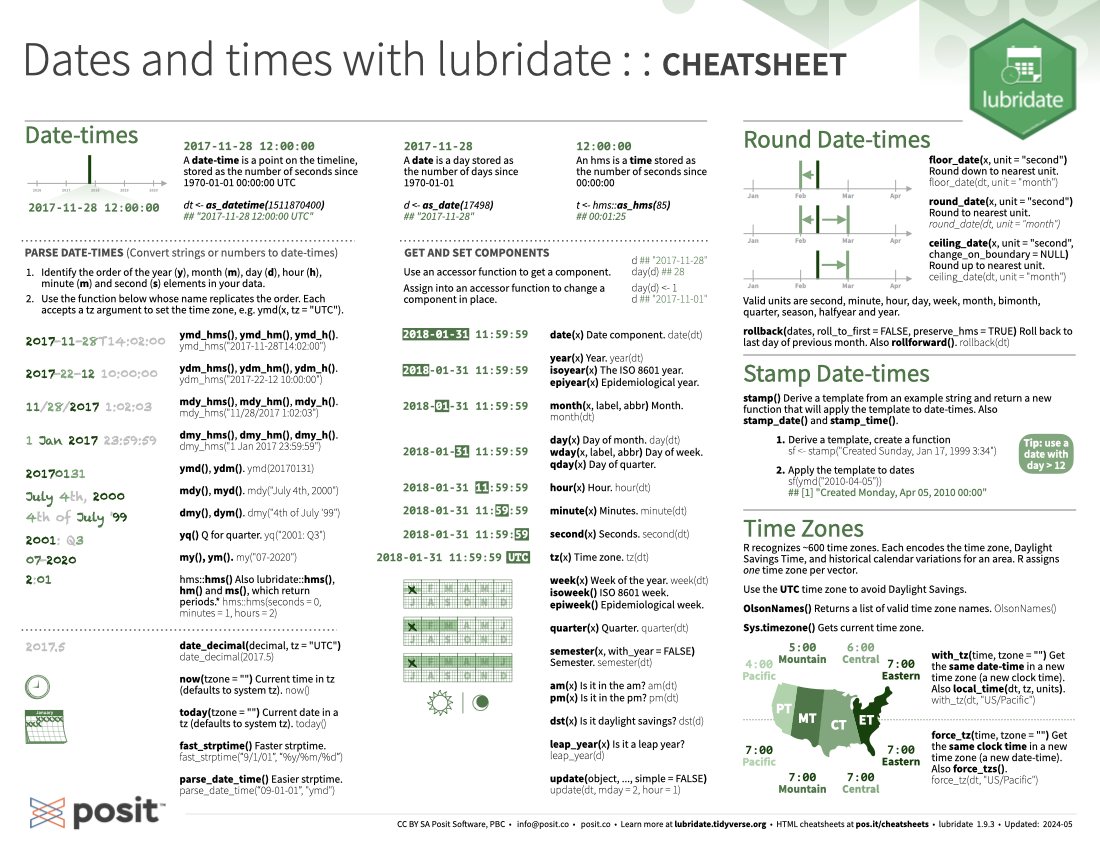 Dates and times with lubridate : : CHEATSHEET
lubridate
Date-times
2017-11-28 12:00:00
2017-11-28 12:00:00
A date-time is a point on the timeline,
stored as the number of seconds since
1970-01-01 00:00:00 UTC
dt <- as_datetime(1511870400)
## "2017-11-28 12:00:00 UTC"
2017-11-28
A date is a day stored as
the number of days since
1970-01-01
d <- as_date(17498)
## "2017-11-28"
12:00:00
An hms is a time stored as
the number of seconds since
00:00:00
t <- hms::as_hms(85)
## 00:01:25
PARSE DATE-TIMES (Convert strings or numbers to date-times)
1. Identify the order of the year (y), month (m), day (d), hour (h),
minute (m) and second (s) elements in your data.
2. Use the function below whose name replicates the order. Each
accepts a tz argument to set the time zone, e.g. ymd(x, tz = "UTC").
2017-11-28T14:02:00
ymd_hms(), ymd_hm(), ymd_h().
ymd_hms("2017-11-28T14:02:00")
2017-22-12 10:00:00
ydm_hms(), ydm_hm(), ydm_h().
ydm_hms("2017-22-12 10:00:00")
11/28/2017 1:02:03
mdy_hms(), mdy_hm(), mdy_h().
mdy_hms("11/28/2017 1:02:03")
1 Jan 2017 23:59:59
dmy_hms(), dmy_hm(), dmy_h().
dmy_hms("1 Jan 2017 23:59:59")
20170131
ymd(), ydm(). ymd(20170131)
July 4th, 2000
mdy(), myd(). mdy("July 4th, 2000")
4th of July '99
dmy(), dym(). dmy("4th of July '99")
2001: Q3
yq() Q for quarter. yq("2001: Q3")
07-2020
my(), ym(). my("07-2020")
2:01
hms::hms() Also lubridate::hms(),
hm() and ms(), which return
periods.* hms::hms(seconds = 0,
minutes = 1, hours = 2)
2017.5
date_decimal(decimal, tz = "UTC")
date_decimal(2017.5)
now(tzone = "") Current time in tz
(defaults to system tz). now()
January
today(tzone = "") Current date in a
tz (defaults to system tz). today()
fast_strptime() Faster strptime.
fast_strptime("9/1/01", "%y/%m/%d")
parse_date_time() Easier strptime.
parse_date_time("09-01-01", "ymd")
GET AND SET COMPONENTS
Use an accessor function to get a component.
Assign into an accessor function to change a
component in place.
d ## "2017-11-28"
day(d) ## 28
day(d) <- 1
d ## "2017-11-01"
2018-01-31 11:59:59
date(x) Date component. date(dt)
2018-01-31 11:59:59
year(x) Year. year(dt)
isoyear(x) The ISO 8601 year.
epiyear(x) Epidemiological year.
2018-01-31 11:59:59
month(x, label, abbr) Month.
month(dt)
2018-01-31 11:59:59
day(x) Day of month. day(dt)
wday(x, label, abbr) Day of week.
qday(x) Day of quarter.
2018-01-31 11:59:59
hour(x) Hour. hour(dt)
2018-01-31 11:59:59
minute(x) Minutes. minute(dt)
2018-01-31 11:59:59
second(x) Seconds. second(dt)
2018-01-31 11:59:59 UTC
tz(x) Time zone. tz(dt)
J F M A M J
J A S O N D
week(x) Week of the year. week(dt)
isoweek() ISO 8601 week.
epiweek() Epidemiological week.
J F M A M J
J A S O N D
quarter(x) Quarter. quarter(dt)
J F M A M J
J A S O N D
semester(x, with_year = FALSE)
Semester. semester(dt)
am(x) Is it in the am? am(dt)
pm(x) Is it in the pm? pm(dt)
dst(x) Is it daylight savings? dst(d)
leap_year(x) Is it a leap year?
leap_year(d)
update(object, ..., simple = FALSE)
update(dt, mday = 2, hour = 1)
Round Date-times
Jan Feb Mar Apr
floor_date(x, unit = "second")
Round down to nearest unit.
floor_date(dt, unit = "month")
Jan Feb Mar Apr
round_date(x, unit = "second")
Round to nearest unit.
round_date(dt, unit = "month")
Jan Feb Mar Apr
ceiling_date(x, unit = "second",
change_on_boundary = NULL)
Round up to nearest unit.
ceiling_date(dt, unit = "month")
Valid units are second, minute, hour, day, week, month, bimonth,
quarter, season, halfyear and year.
rollback(dates, roll_to_first = FALSE, preserve_hms = TRUE) Roll back to
last day of previous month. Also rollforward(). rollback(dt)
Stamp Date-times
stamp() Derive a template from an example string and return a new
function that will apply the template to date-times. Also
stamp_date() and stamp_time().
1. Derive a template, create a function
sf <- stamp("Created Sunday, Jan 17, 1999 3:34")
2. Apply the template to dates
sf(ymd("2010-04-05"))
## [1] "Created Monday, Apr 05, 2010 00:00"
Tip: use a
date with
day > 12
Time Zones
R recognizes ~600 time zones. Each encodes the time zone, Daylight
Savings Time, and historical calendar variations for an area. R assigns
one time zone per vector.
Use the UTC time zone to avoid Daylight Savings.
OlsonNames() Returns a list of valid time zone names. OlsonNames()
Sys.timezone() Gets current time zone.
5:00 6:00
4:00 Mountain Central 7:00
Pacific Eastern
PT MT CT ET
7:00 7:00
Pacific Eastern
7:00 7:00
Mountain Central
with_tz(time, tzone = "") Get
the same date-time in a new
time zone (a new clock time).
Also local_time(dt, tz, units).
with_tz(dt, "US/Pacific")
force_tz(time, tzone = "") Get
the same clock time in a new
time zone (a new date-time).
Also force_tzs().
force_tz(dt, "US/Pacific")
posit™
CC BY SA Posit Software, PBC • info@posit.co • posit.co • Learn more at lubridate.tidyverse.org • HTML cheatsheets at pos.it/cheatsheets • lubridate 1.9.3 • Updated: 2024-05